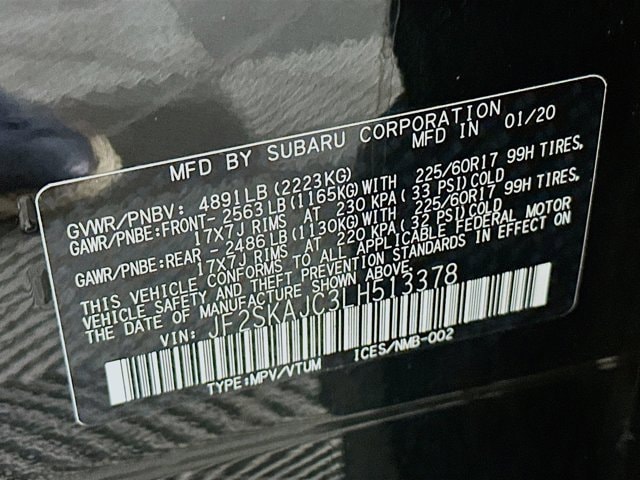 MFD BY SUBARU CORPORATION
MFD IN 01/20
GVWR/PNBV: 4891LB (2223KG)
GAWR/PNBE:FRONT- 2563LB (1165KG) WITH 225/60R17 99H TIRES,
17x7J RIMS AT 230 KPA ( 33 PSI) COLD
GAWR/PNBE:REAR -2486LB (1130KG) WITH 225/60R17 99H TIRES,
17x7J RIMS AT 220 KPA ( 32 PSI) COLD
THIS VEHICLE CONFORMS TO ALL APPLICABLE FEDERAL MOTOR
VEHICLE SAFETY AND THEFT PREVENTION STANDARDS IN EFFECT ON
THE DATE OF MANUFACTURE SHOWN ABOVE.
VIN: JF2SKAJC3LH513378
TYPE:MPV/VTUM ICES/NMB-002